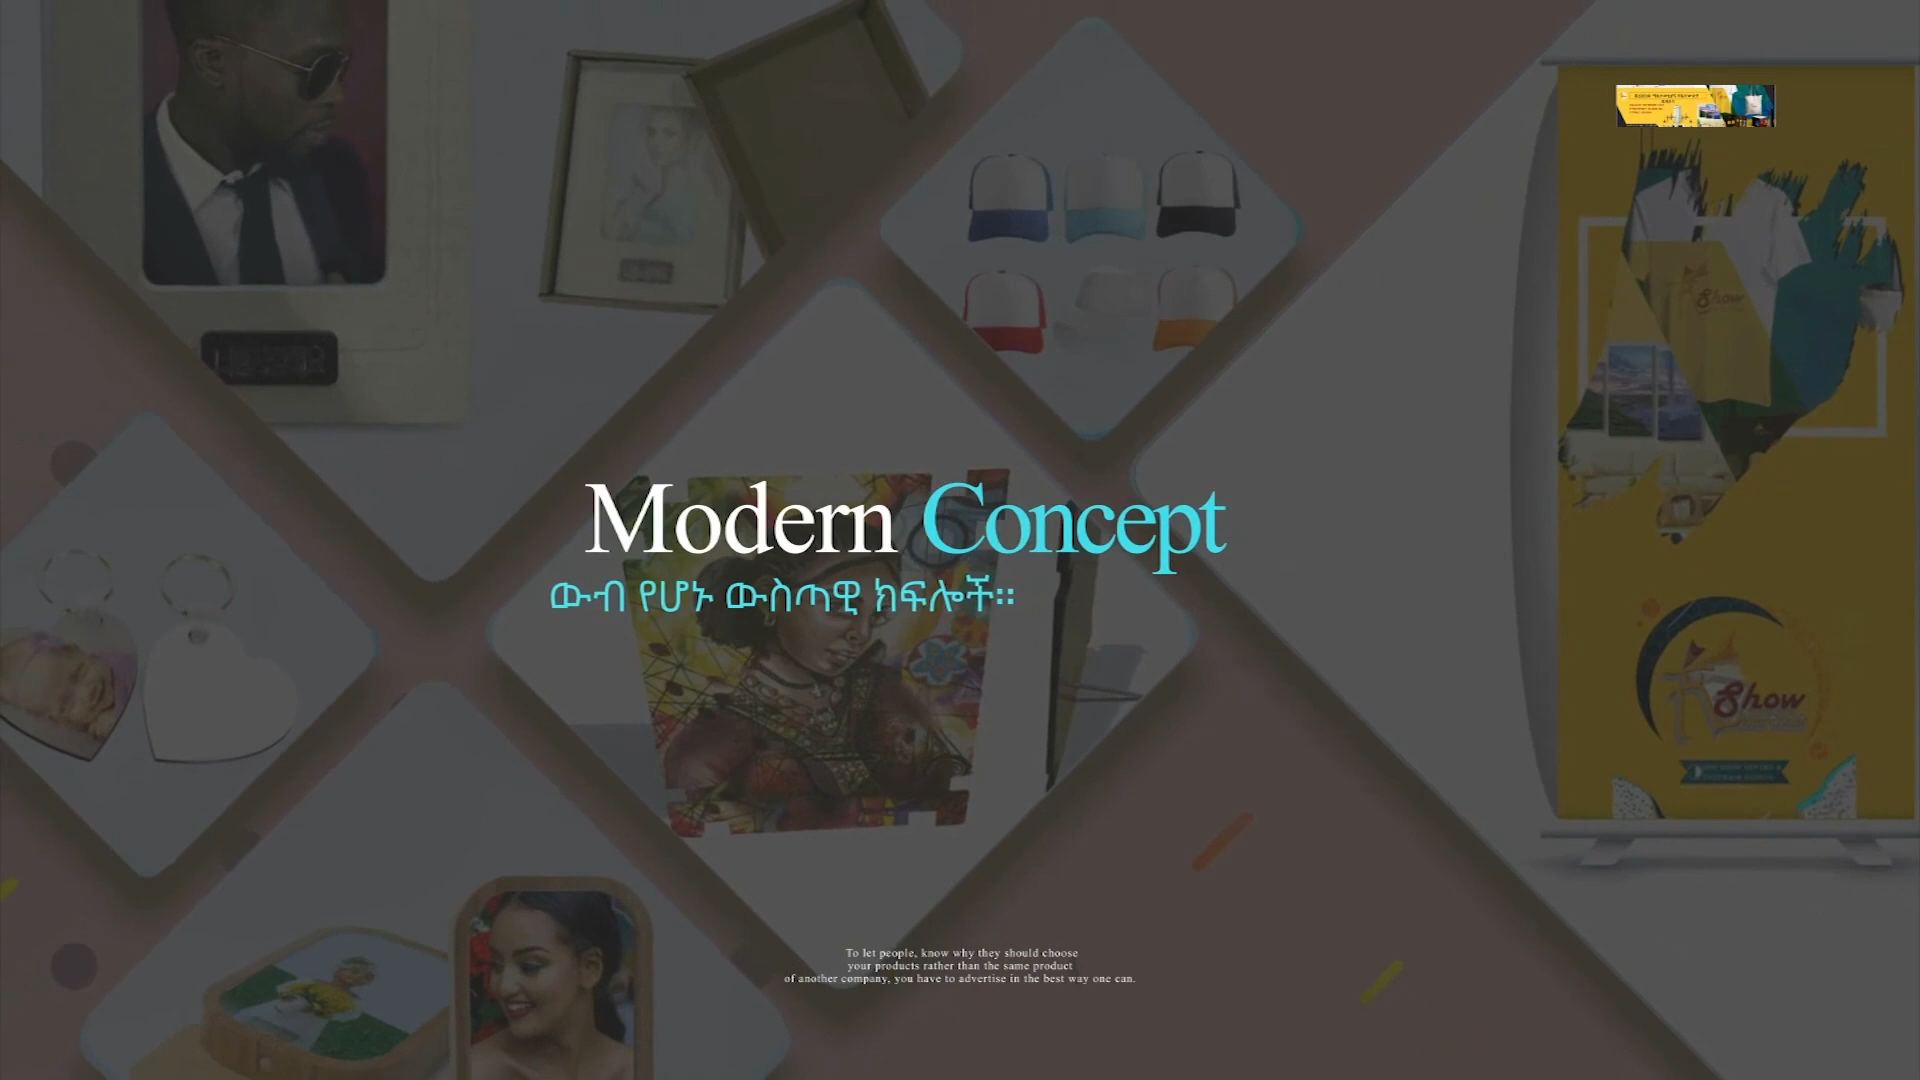 Modern Concept
ውብ የሆኑ ውስጣዊ ክፍሎች።
Show
To let people, know why they should choose
your products rather than the same product
of another company, you have to advertise in the best way one can.